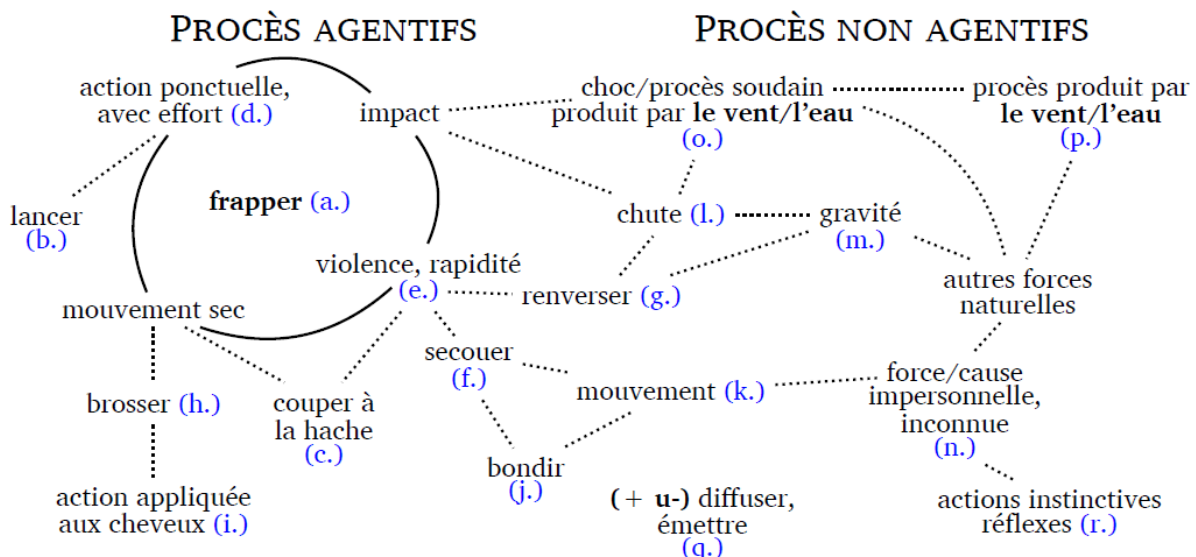 PROCÈS AGENTIFS
PROCÈS NON AGENTIFS
action ponctuelle,
avec effort (d.)
impact
choc/procès soudain
produit par le vent/l'eau
(o.)
procès produit par
le vent/l'eau
(p.)
lancer
(b.)
frapper (a.)
chute (l.)
gravité
(m.)
violence, rapidité
(e.)
renverser (g.)
autres forces
naturelles
mouvement sec
secouer
(f.)
mouvement (k.)
force/cause
impersonnelle,
inconnue
(n.)
brosser (h.)
couper à
la hache
(c.)
bondir
(j.)
action appliquée
aux cheveux (i.)
(+ u-) diffuser,
émettre
(q.)
actions instinctives
réflexes (r.)